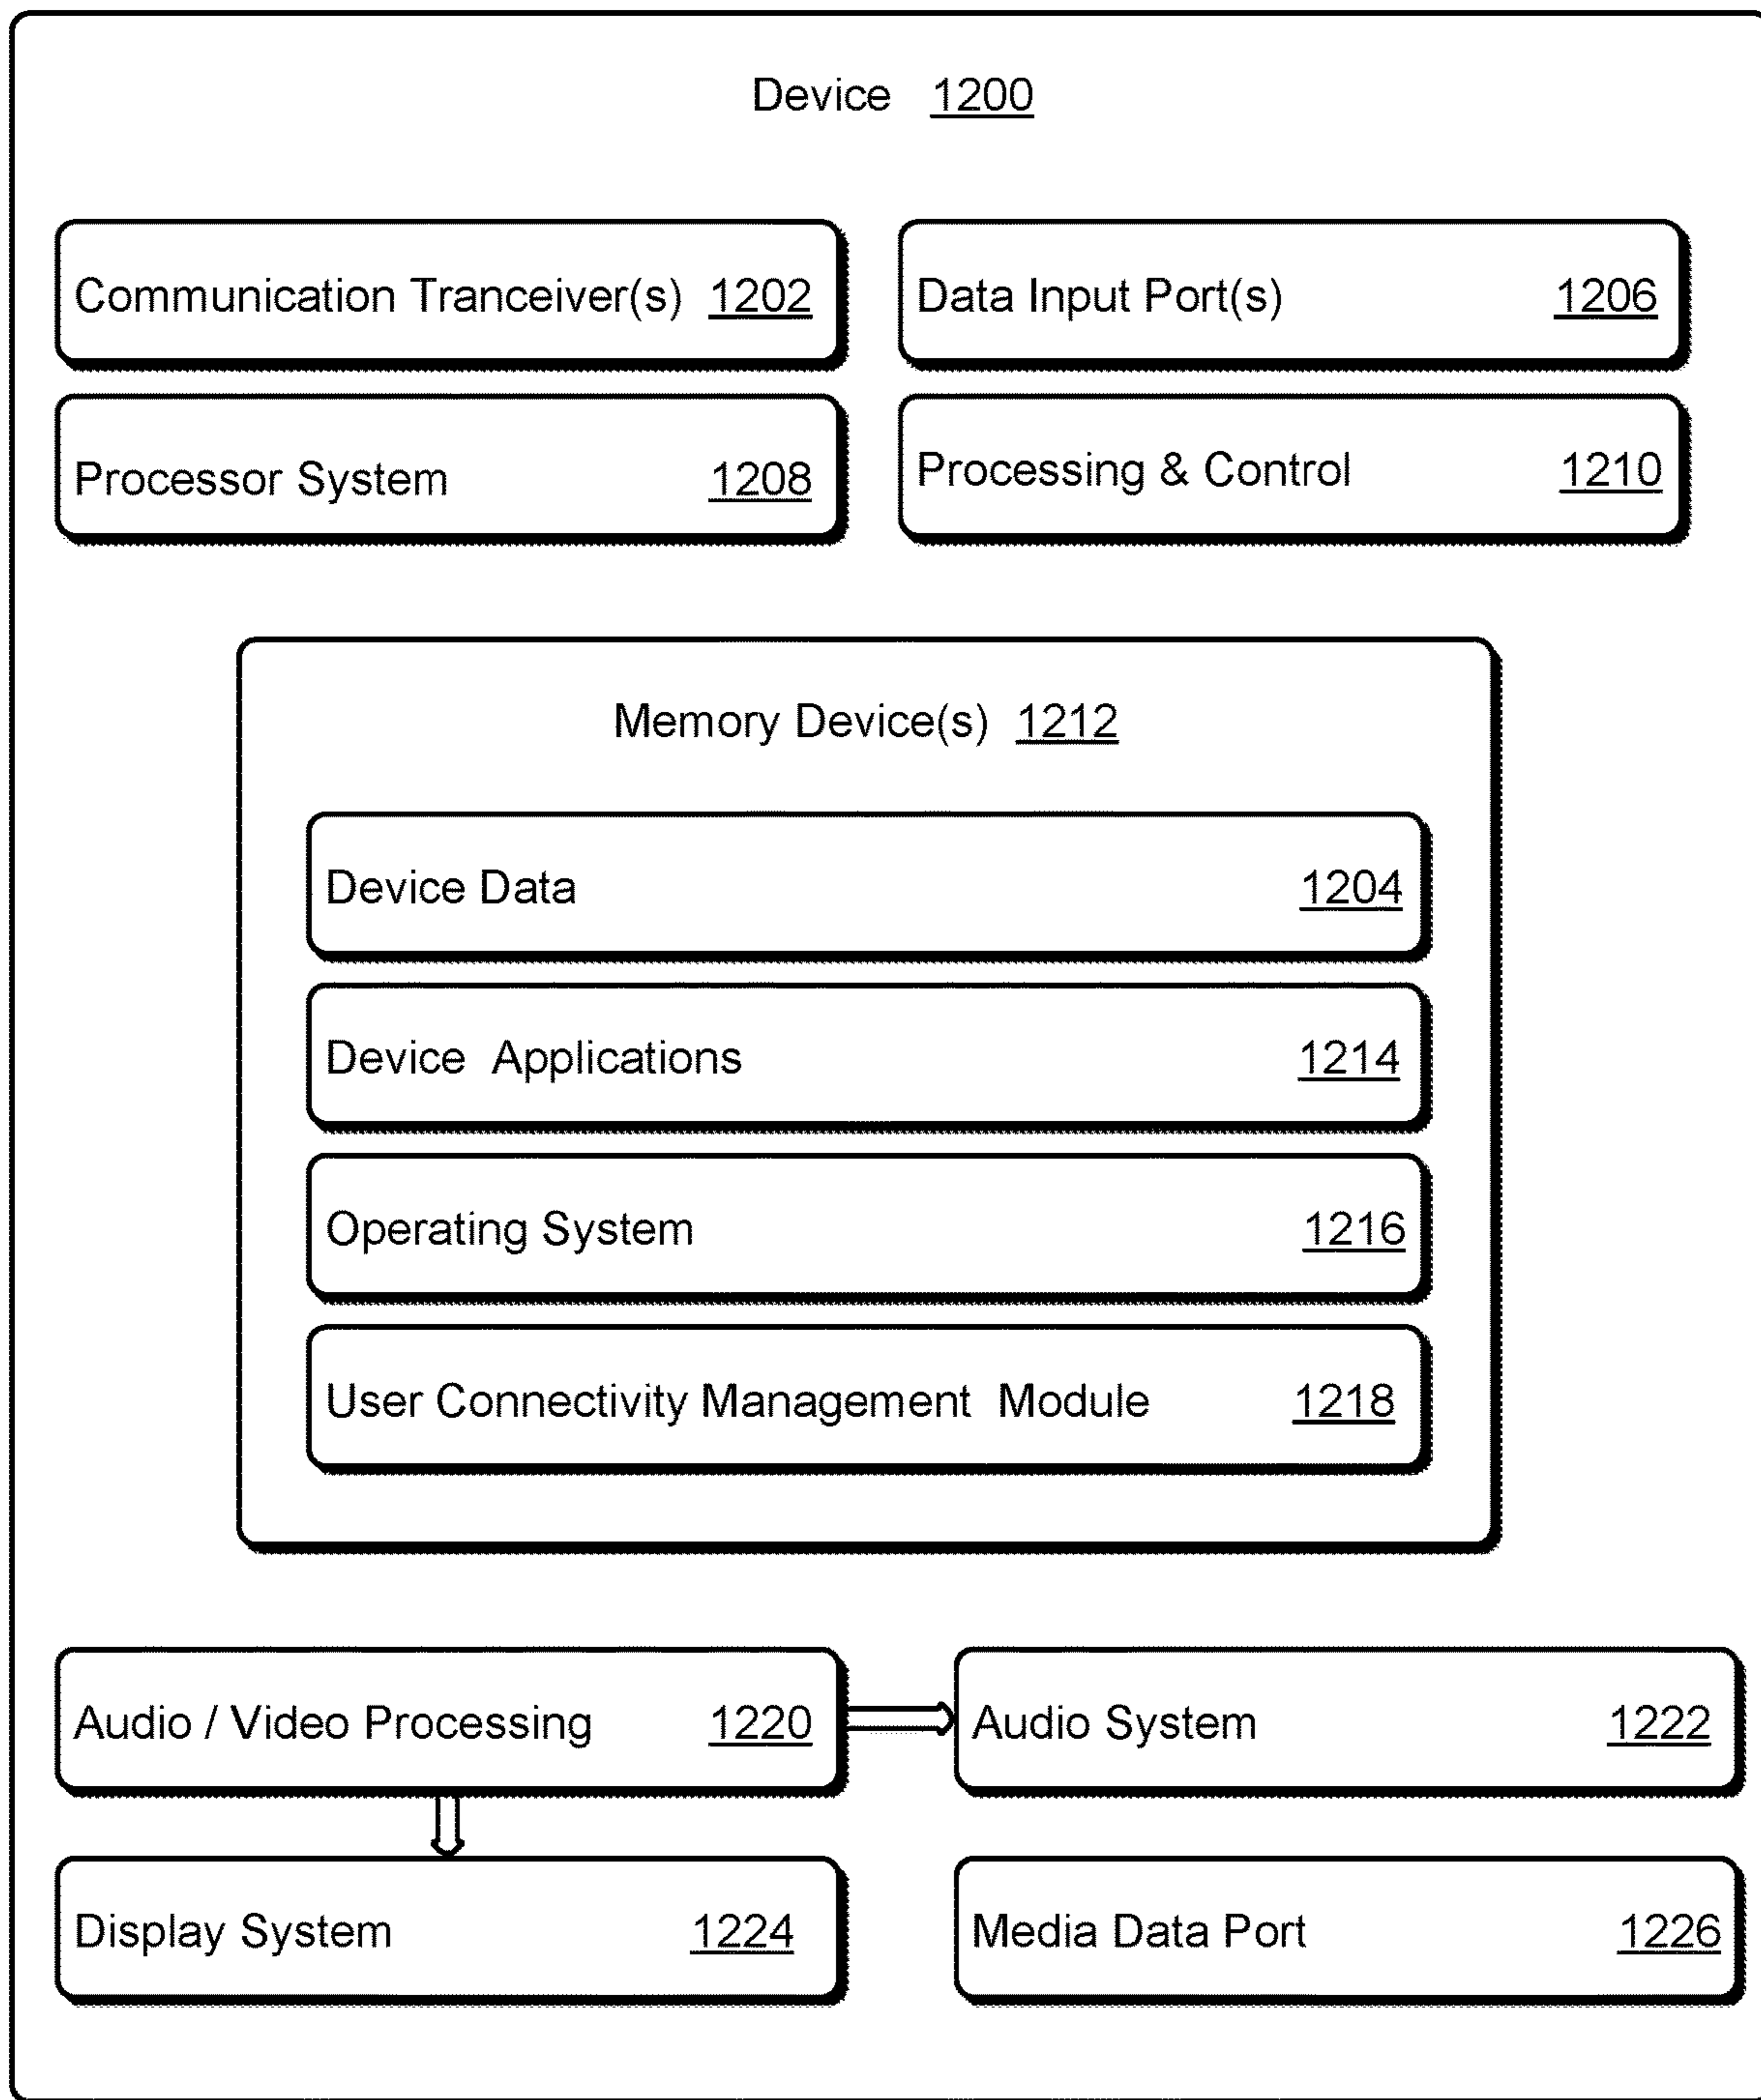 Device 1200
Communication Tranceiver(s) 1202
Data Input Port(s) 1206
Processor System 1208
Processing & Control 1210
Memory Device(s) 1212
Device Data 1204
Device Applications 1214
Operating System 1216
User Connectivity Management Module 1218
Audio / Video Processing 1220
Audio System 1222
Display System 1224
Media Data Port 1226